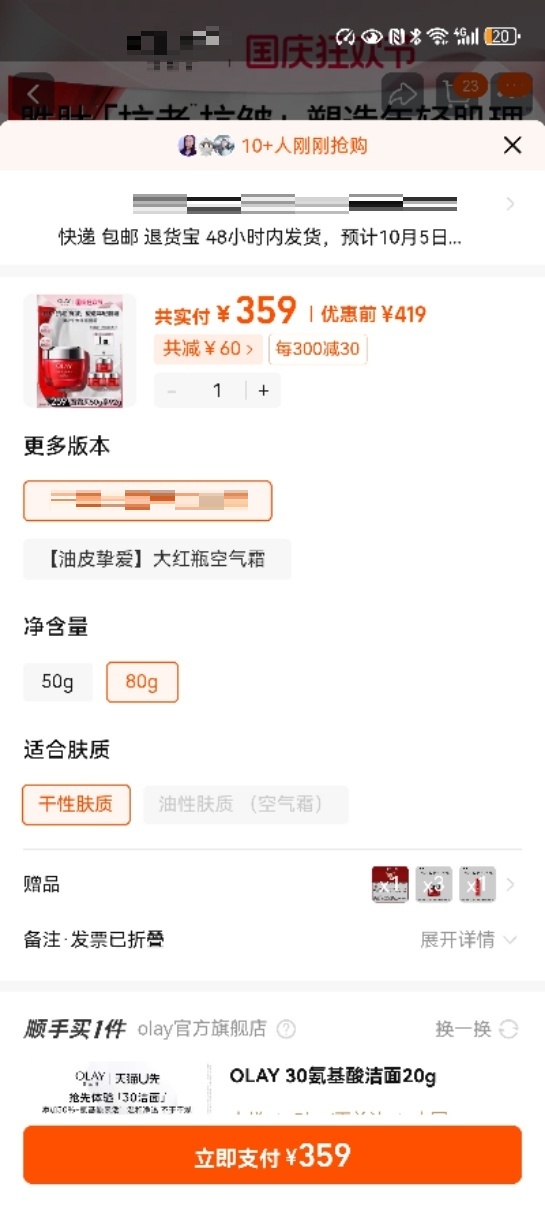 4G 20
国庆狂欢节
23
10+人刚刚抢购
快递 包邮 退货宝 48小时内发货，预计10月5日...
共实付 ¥359 优惠前 ¥419
共减¥60> 每300减30
- 1 +
OLAY
更多版本
【油皮挚爱】大红瓶空气霜
净含量
50g 80g
适合肤质
干性肤质 油性肤质 （空气霜）
赠品 x1 x3 x1
备注·发票已折叠 展开详情
顺手买1件 olay官方旗舰店 ? 换一换
OLAY 天猫U先
抢先体验「30洁面」
OLAY 30氨基酸洁面20g
立即支付 ¥359